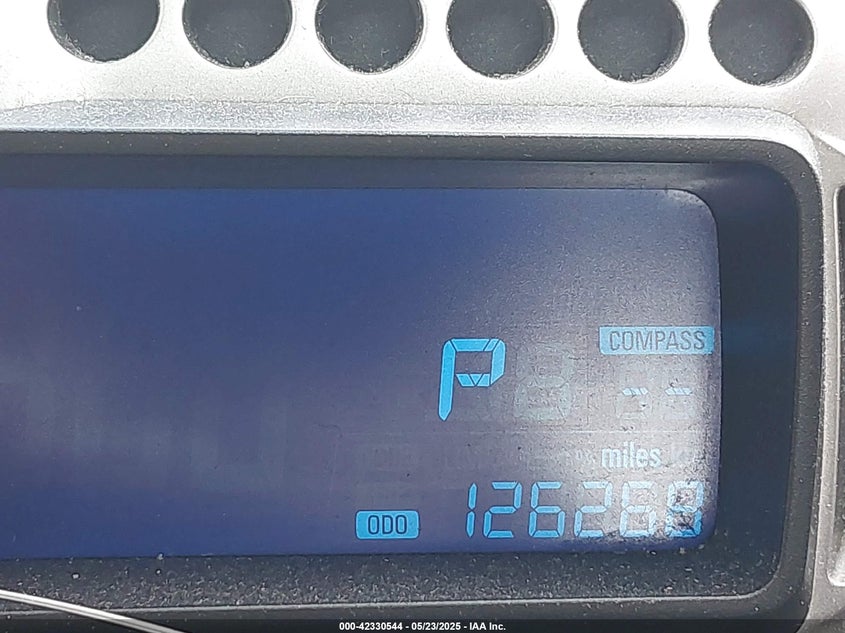 COMPASS
P
-- --
miles
ODO 126268
000-42330544 - 05/23/2025 - IAA Inc.